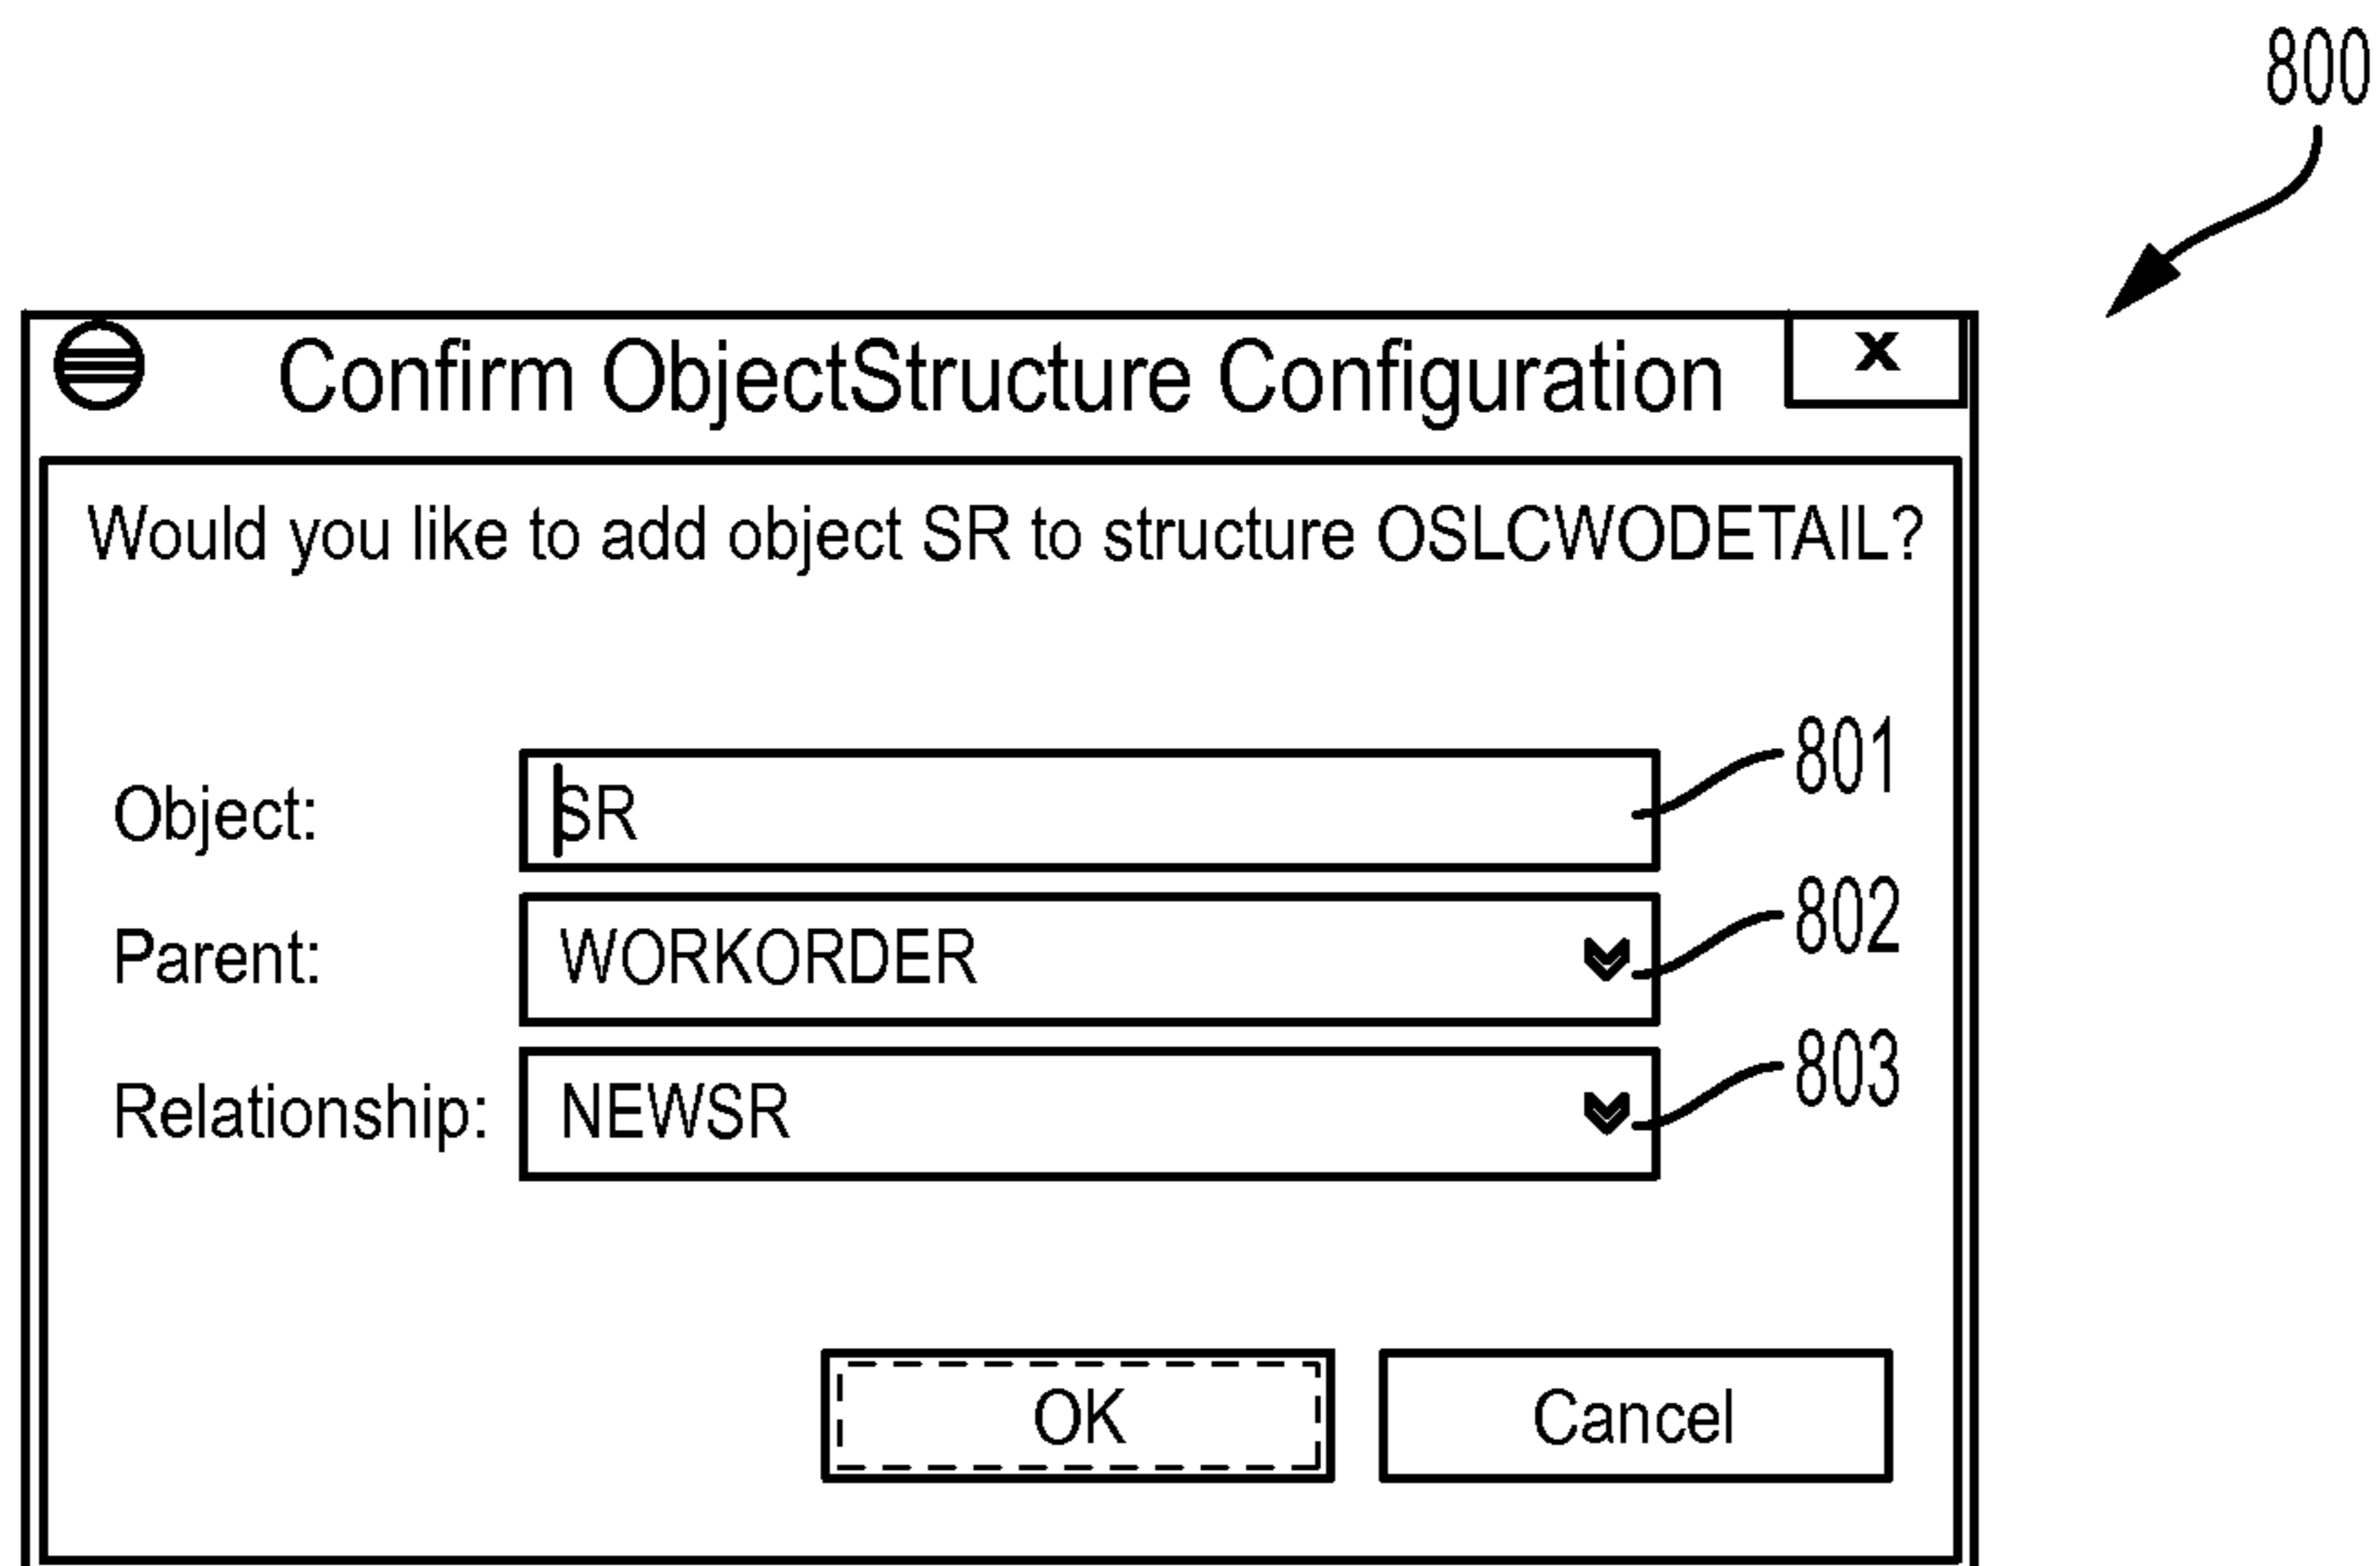 800
Confirm ObjectStructure Configuration x
Would you like to add object SR to structure OSLCWODETAIL?
Object: SR 801
Parent: WORKORDER 802
Relationship: NEWSR 803
OK Cancel